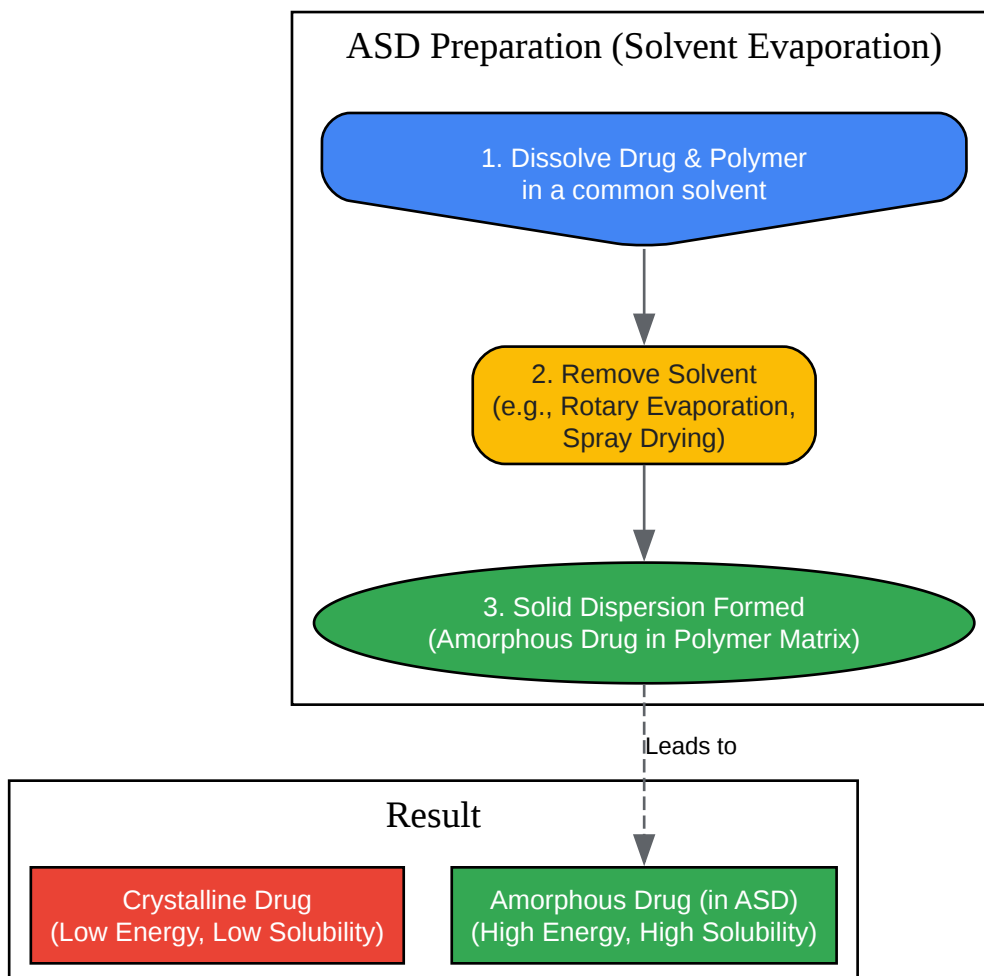 ASD Preparation (Solvent Evaporation)
1. Dissolve Drug & Polymer
in a common solvent
2. Remove Solvent
(e.g., Rotary Evaporation,
Spray Drying)
3. Solid Dispersion Formed
(Amorphous Drug in Polymer Matrix)
Leads to
Result
Crystalline Drug
(Low Energy, Low Solubility)
Amorphous Drug (in ASD)
(High Energy, High Solubility)